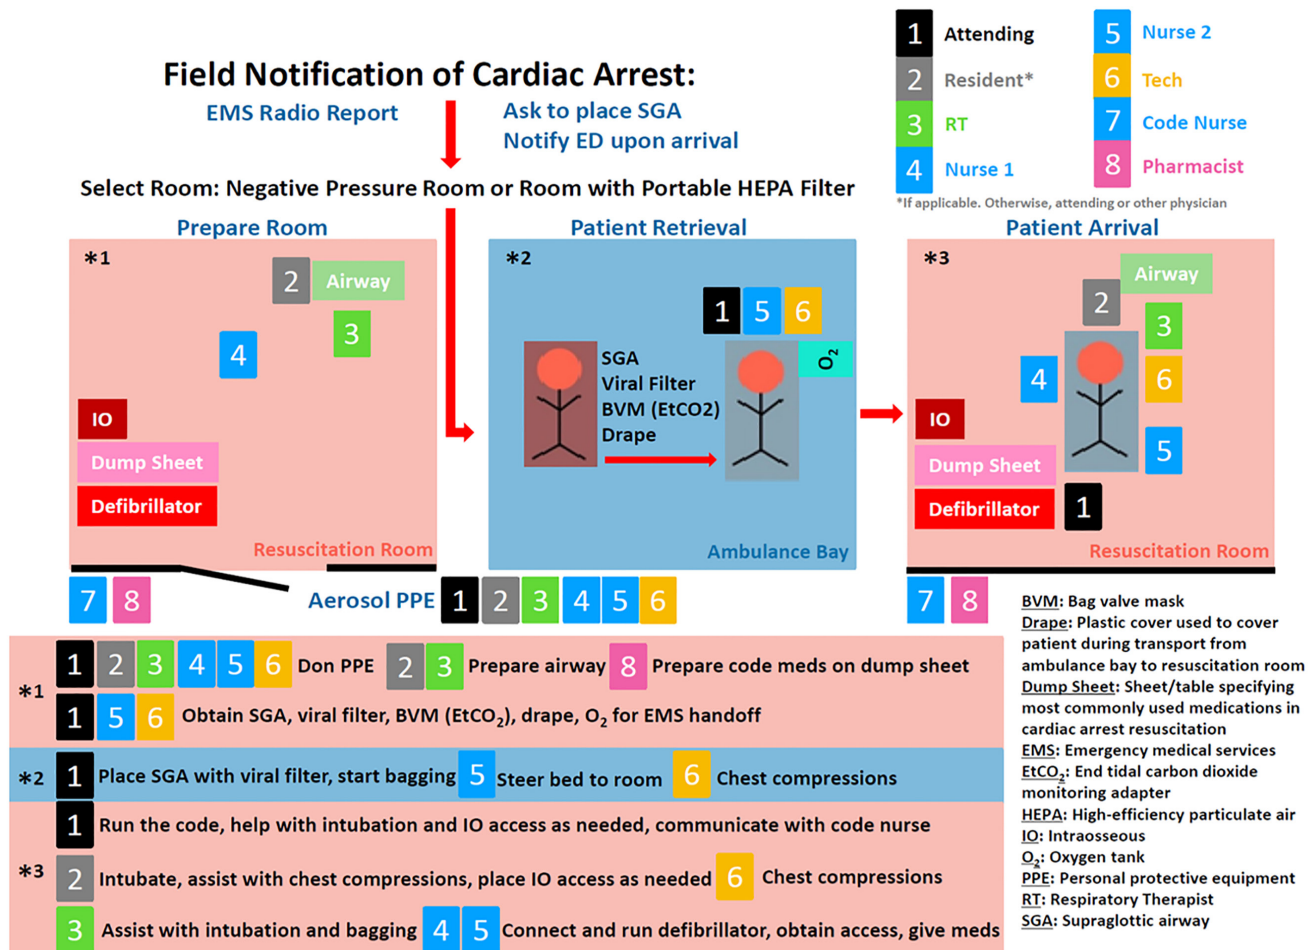 Field Notification of Cardiac Arrest:
EMS Radio Report
Ask to place SGA
Notify ED upon arrival
Select Room: Negative Pressure Room or Room with Portable HEPA Filter
1 Attending
2 Resident*
3 RT
4 Nurse 1
5 Nurse 2
6 Tech
7 Code Nurse
8 Pharmacist
*If applicable. Otherwise, attending or other physician
Prepare Room
*1
2 Airway
3
4
IO
Dump Sheet
Defibrillator
Resuscitation Room
7 8
Patient Retrieval
*2
1 5 6
O2
SGA
Viral Filter
BVM (EtCO2)
Drape
Ambulance Bay
Patient Arrival
*3
Airway
2
3
4
6
5
IO
Dump Sheet
Defibrillator
1
Resuscitation Room
7 8
Aerosol PPE 1 2 3 4 5 6
*1
1 2 3 4 5 6 Don PPE 2 3 Prepare airway 8 Prepare code meds on dump sheet
1 5 6 Obtain SGA, viral filter, BVM (EtCO2), drape, O2 for EMS handoff
*2
1 Place SGA with viral filter, start bagging 5 Steer bed to room 6 Chest compressions
*3
1 Run the code, help with intubation and IO access as needed, communicate with code nurse
2 Intubate, assist with chest compressions, place IO access as needed 6 Chest compressions
3 Assist with intubation and bagging 4 5 Connect and run defibrillator, obtain access, give meds
BVM: Bag valve mask
Drape: Plastic cover used to cover
patient during transport from
ambulance bay to resuscitation room
Dump Sheet: Sheet/table specifying
most commonly used medications in
cardiac arrest resuscitation
EMS: Emergency medical services
EtCO2: End tidal carbon dioxide
monitoring adapter
HEPA: High-efficiency particulate air
IO: Intraosseous
O2: Oxygen tank
PPE: Personal protective equipment
RT: Respiratory Therapist
SGA: Supraglottic airway